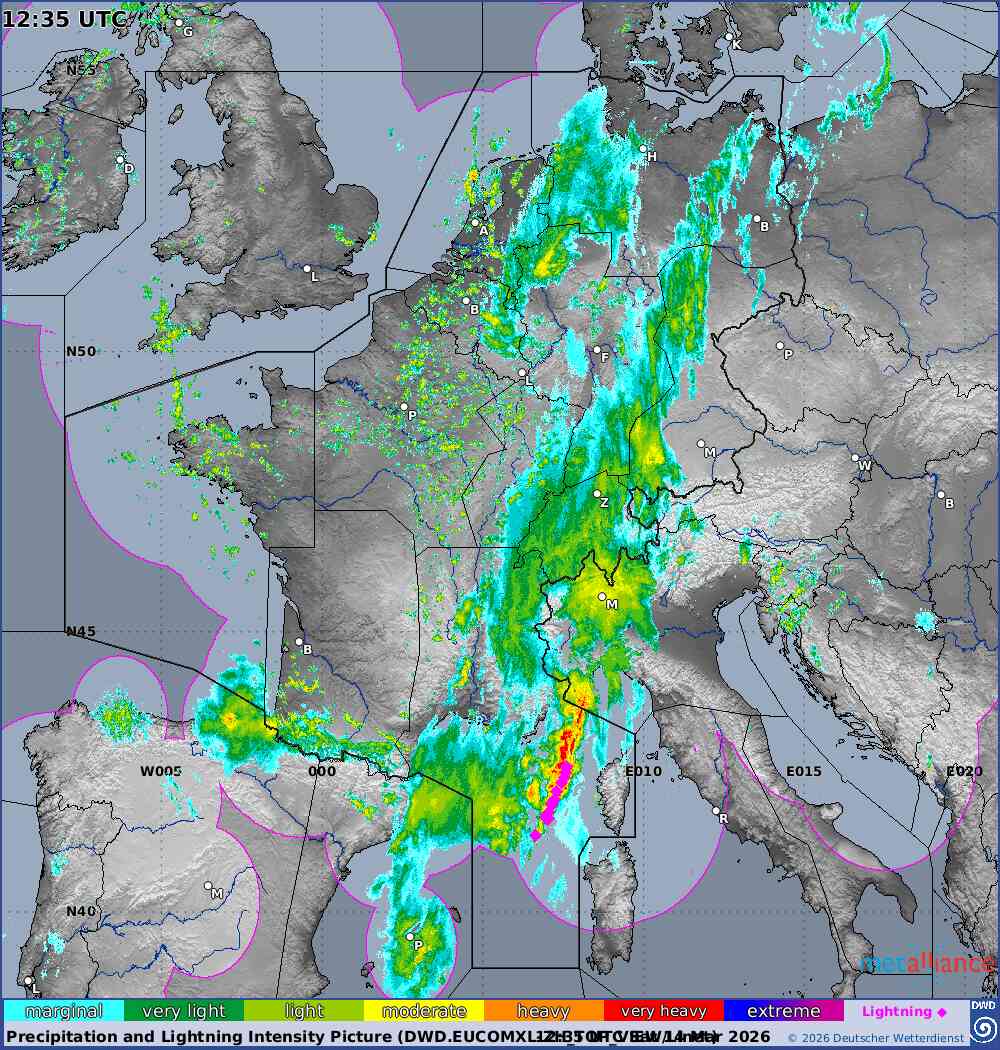 12:35 UTC
G
K
N55
H
D
A
B
L
B
N50
P
F
L
P
M
W
Z
B
M
N45
B
W005
000
E010
E015
E020
R
M
N40
P
L
metalliance
marginal
very light
light
moderate
heavy
very heavy
extreme
Lightning
DWD
Precipitation and Lightning Intensity Picture (DWD.EUCOMXLI
2026
© 2026 Deutscher Wetterdienst